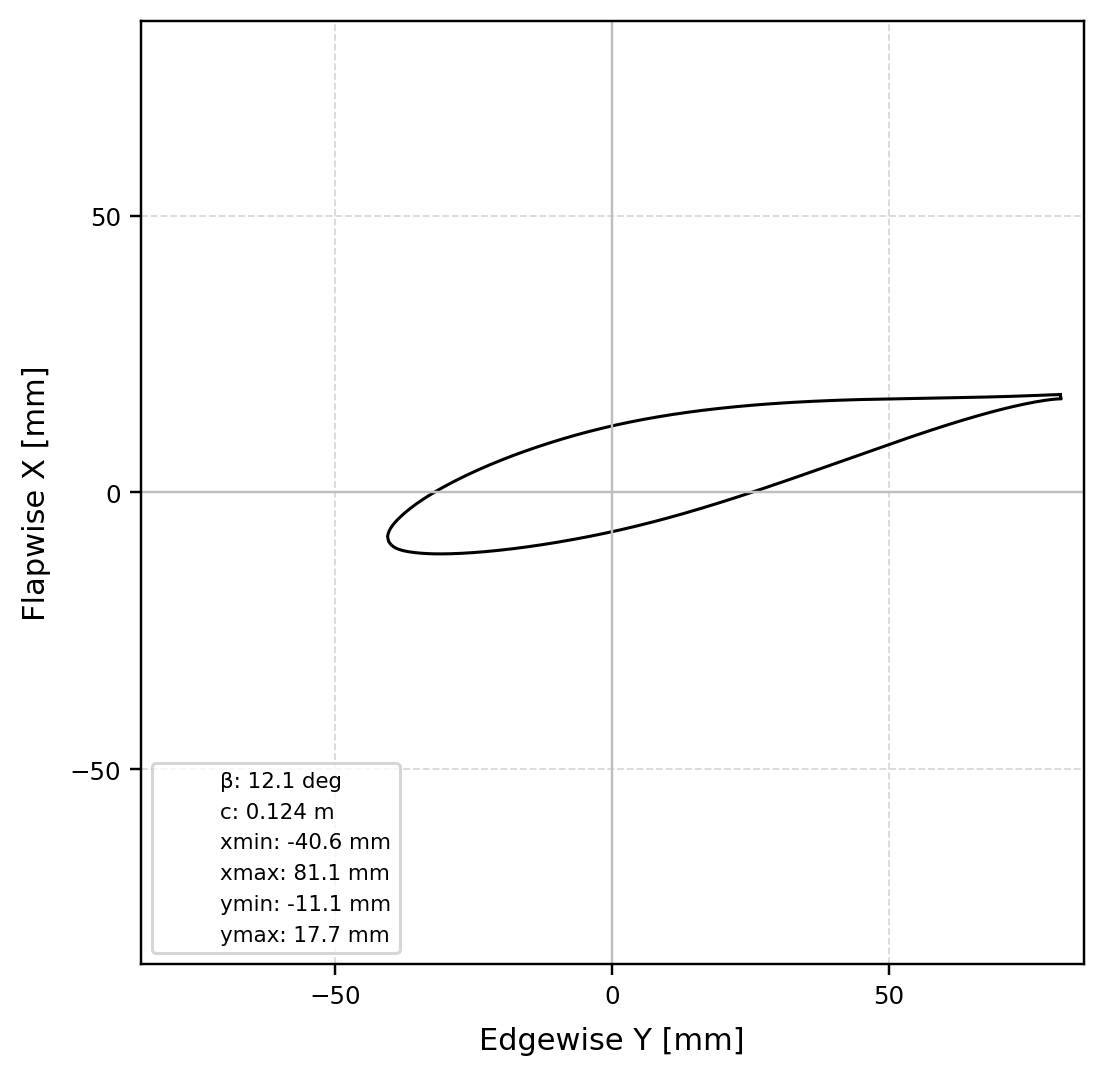 Flapwise X [mm]
50
0
−50
β: 12.1 deg
c: 0.124 m
xmin: -40.6 mm
xmax: 81.1 mm
ymin: -11.1 mm
ymax: 17.7 mm
−50 0 50
Edgewise Y [mm]